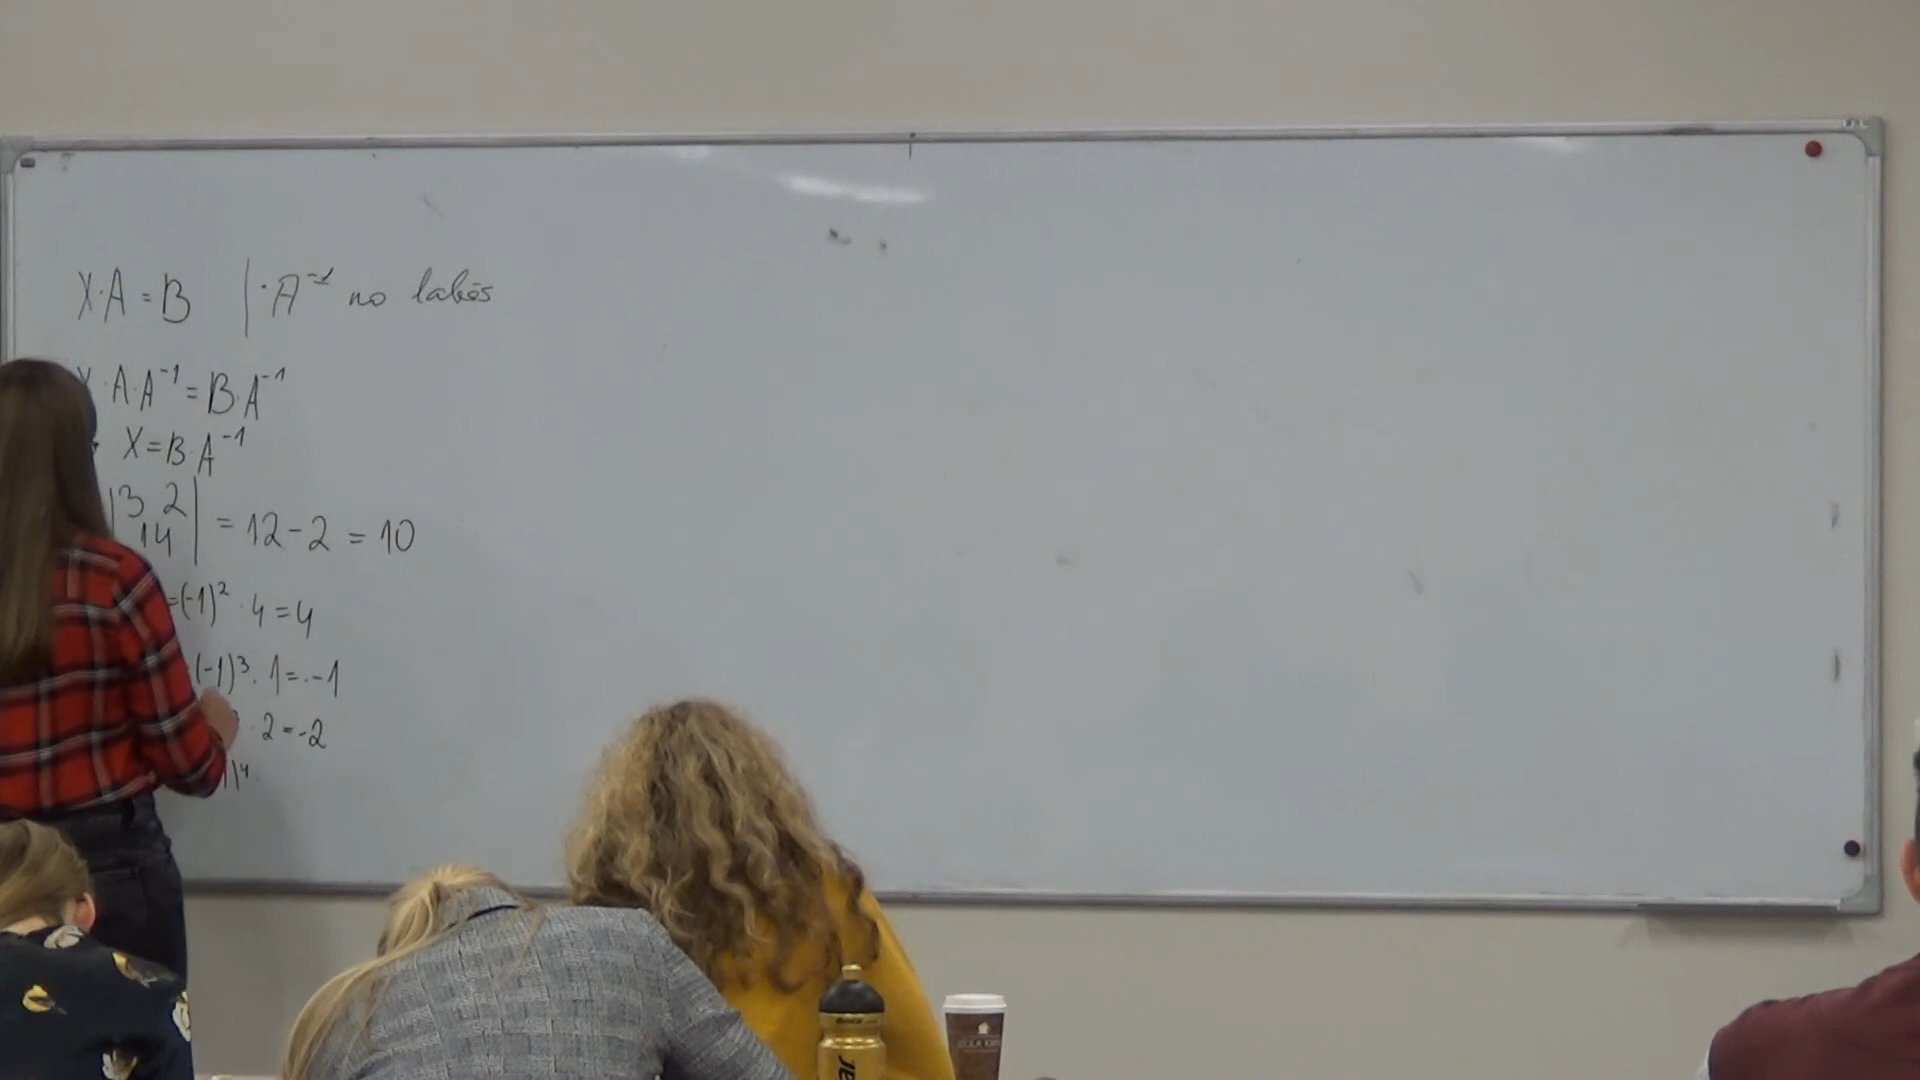 X·A=B | ·A⁻¹ no labās
X·A·A⁻¹=B·A⁻¹
X=B·A⁻¹
|3 2
14| = 12-2 = 10
=(-1)²·4=4
(-1)³·1=-1
·2=-2
1)⁴·